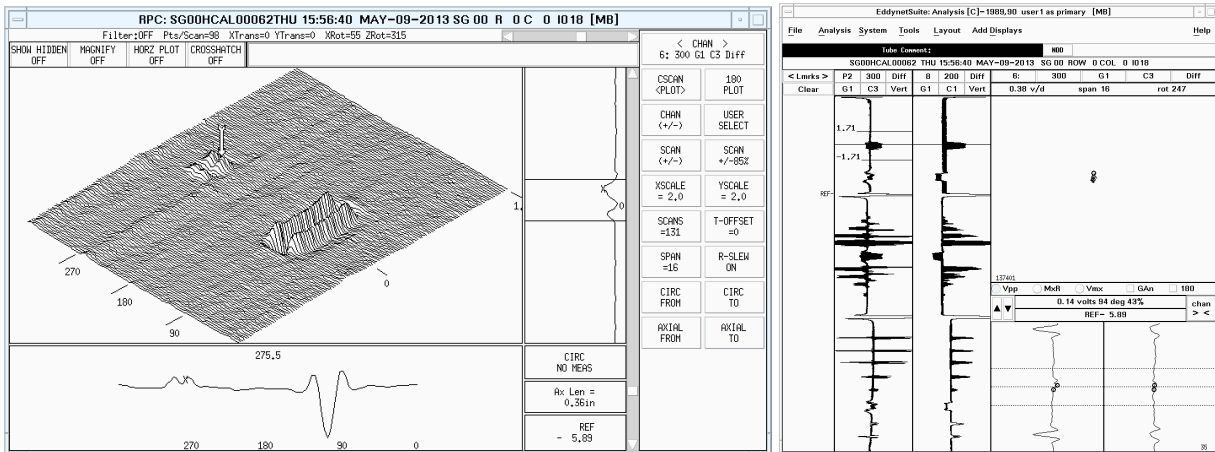 RPC: SG00HCAL00062THU 15:56:40 MAY-09-2013 SG 00 R 0 C 0 I018 [MB]
Filter:OFF Pts/Scan=98 XTrans=0 YTrans=0 XRot=55 ZRot=315
SHOW HIDDEN OFF
MAGNIFY OFF
HORZ PLOT OFF
CROSSHATCH OFF
270
180
90
0
1.
0
275.5
270 180 90 0
CIRC
NO MEAS
Ax Len =
0.36in
REF
- 5.89
< CHAN >
6: 300 G1 C3 Diff
CSCAN <PLOT>
180 PLOT
CHAN (+/-)
USER SELECT
SCAN (+/-)
SCAN +/-85%
XSCALE = 2.0
YSCALE = 2.0
SCANS =131
T-OFFSET =0
SPAN =16
R-SLEW ON
CIRC FROM
CIRC TO
AXIAL FROM
AXIAL TO
EddynetSuite: Analysis [C]-1989,90 user1 as primary [MB]
File Analysis System Tools Layout Add Displays Help
Tube Comment: NDD
SG00HCAL00062 THU 15:56:40 MAY-09-2013 SG 00 ROW 0 COL 0 I018
< Lmrks > P2 300 Diff 8 200 Diff 6: 300 G1 C3 Diff
Clear G1 C3 Vert G1 C1 Vert 0.38 v/d span 16 rot 247
1.71
-1.71
REF-
137401
Vpp MxR Vmx GAn 180
0.14 volts 94 deg 43% chan
REF- 5.89 > <
35